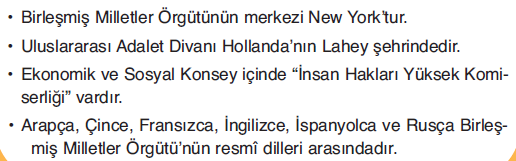 • Birleşmiş Milletler Örgütünün merkezi New York’tur.
• Uluslararası Adalet Divanı Hollanda’nın Lahey şehrindedir.
• Ekonomik ve Sosyal Konsey içinde “İnsan Hakları Yüksek Komi-
serliği” vardır.
• Arapça, Çince, Fransızca, İngilizce, İspanyolca ve Rusça Birleş-
miş Milletler Örgütü’nün resmî dilleri arasındadır.